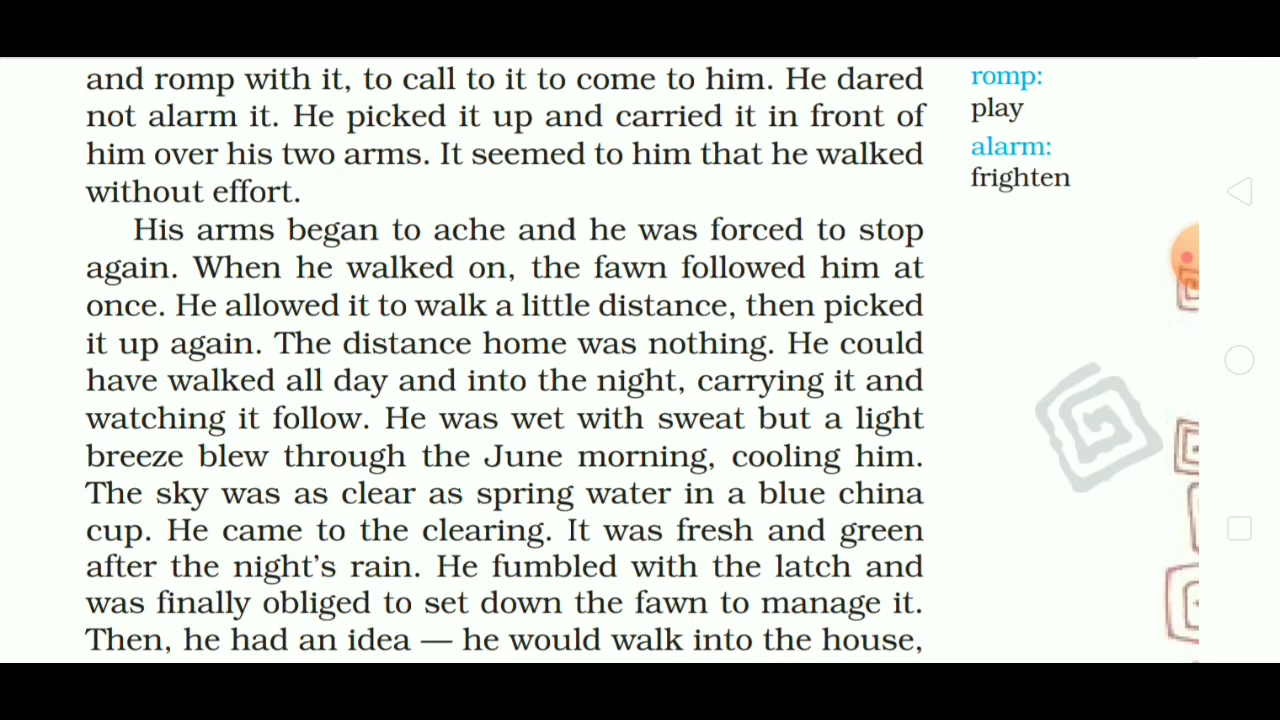 and romp with it, to call to it to come to him. He dared
not alarm it. He picked it up and carried it in front of
him over his two arms. It seemed to him that he walked
without effort.
His arms began to ache and he was forced to stop
again. When he walked on, the fawn followed him at
once. He allowed it to walk a little distance, then picked
it up again. The distance home was nothing. He could
have walked all day and into the night, carrying it and
watching it follow. He was wet with sweat but a light
breeze blew through the June morning, cooling him.
The sky was as clear as spring water in a blue china
cup. He came to the clearing. It was fresh and green
after the night’s rain. He fumbled with the latch and
was finally obliged to set down the fawn to manage it.
Then, he had an idea — he would walk into the house,
romp:
play
alarm:
frighten